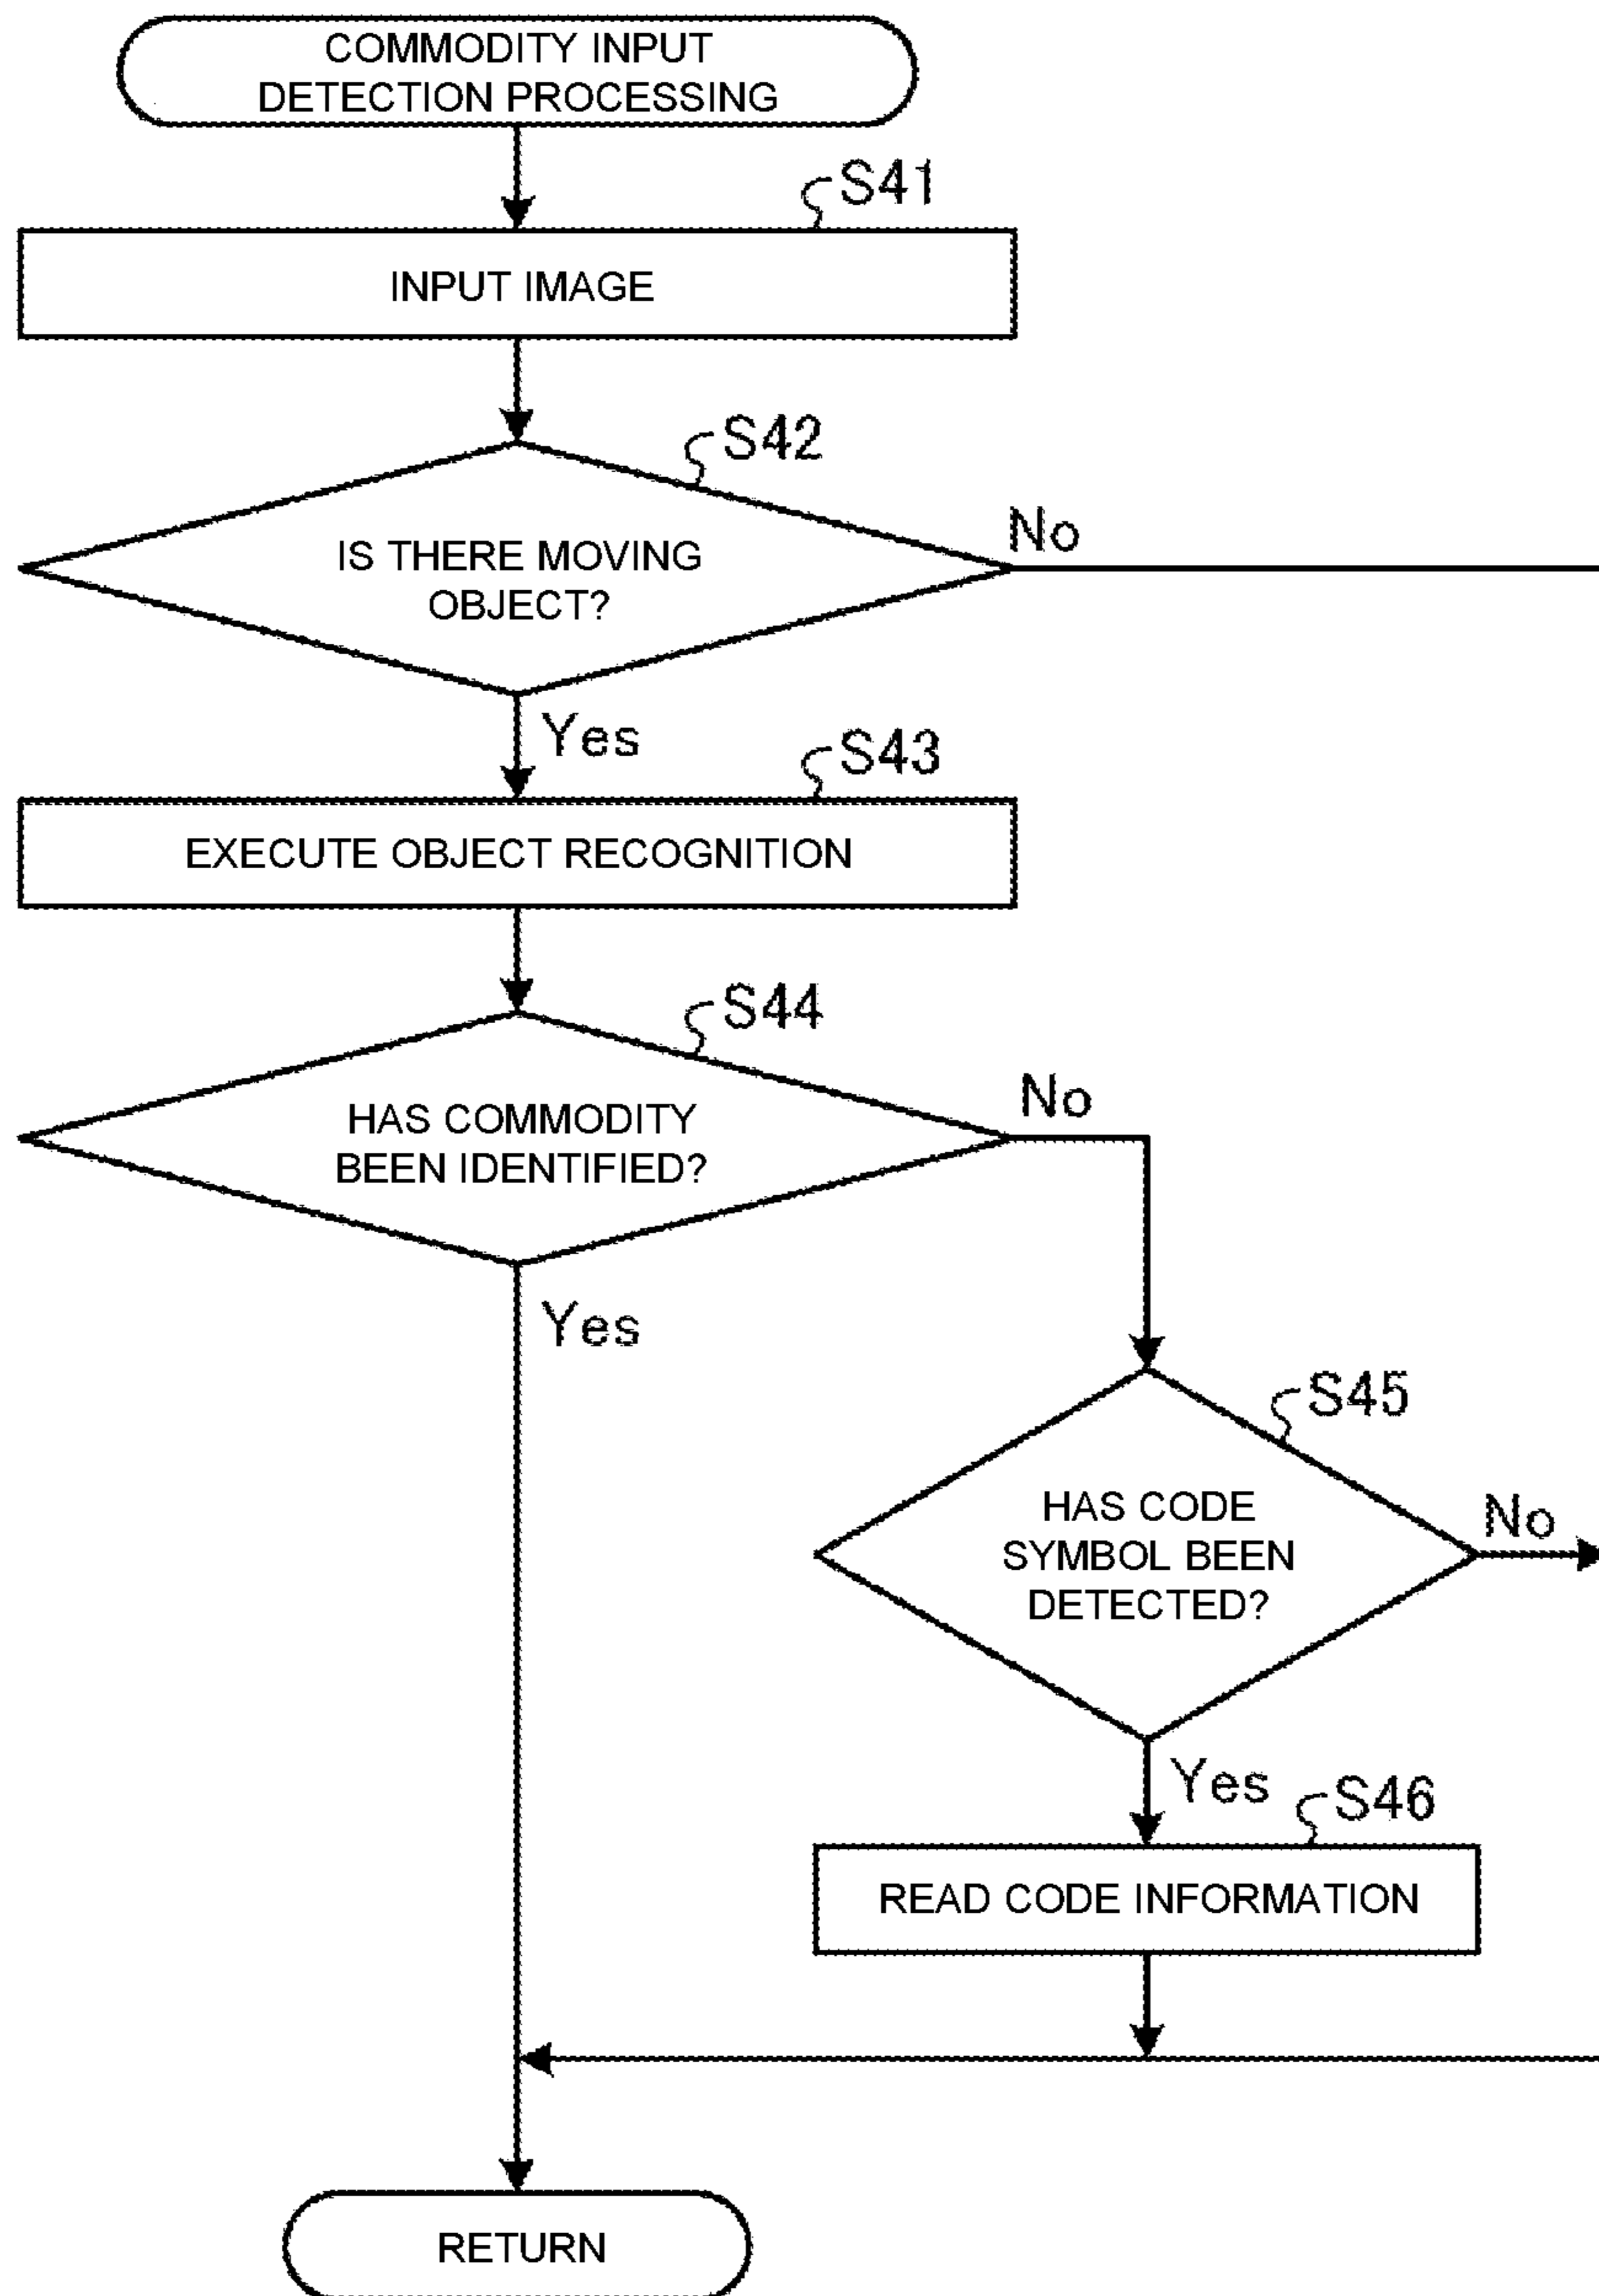 COMMODITY INPUT
DETECTION PROCESSING
S41
INPUT IMAGE
S42
IS THERE MOVING
OBJECT?
No
Yes
S43
EXECUTE OBJECT RECOGNITION
S44
HAS COMMODITY
BEEN IDENTIFIED?
No
Yes
S45
HAS CODE
SYMBOL BEEN
DETECTED?
No
Yes
S46
READ CODE INFORMATION
RETURN